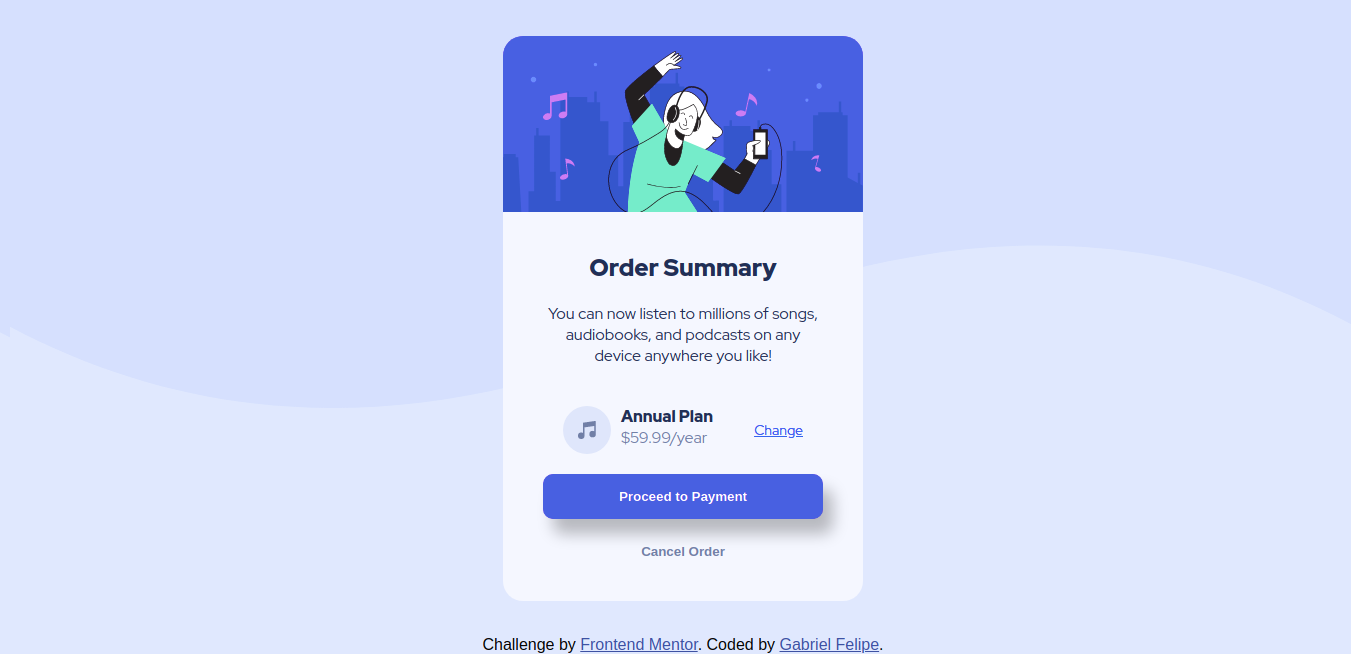 Order Summary
You can now listen to millions of songs,
audiobooks, and podcasts on any
device anywhere you like!
Annual Plan
$59.99/year
Change
Proceed to Payment
Cancel Order
Challenge by Frontend Mentor. Coded by Gabriel Felipe.